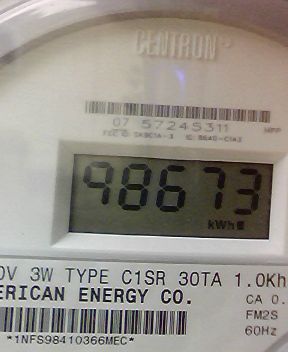 CENTRON
07 57245311
98673
kWh
0V 3W TYPE C1SR 30TA 1.0Kh
ERICAN ENERGY CO.
CA 0.
FM2S
60Hz
*1NFS98410366MEC*